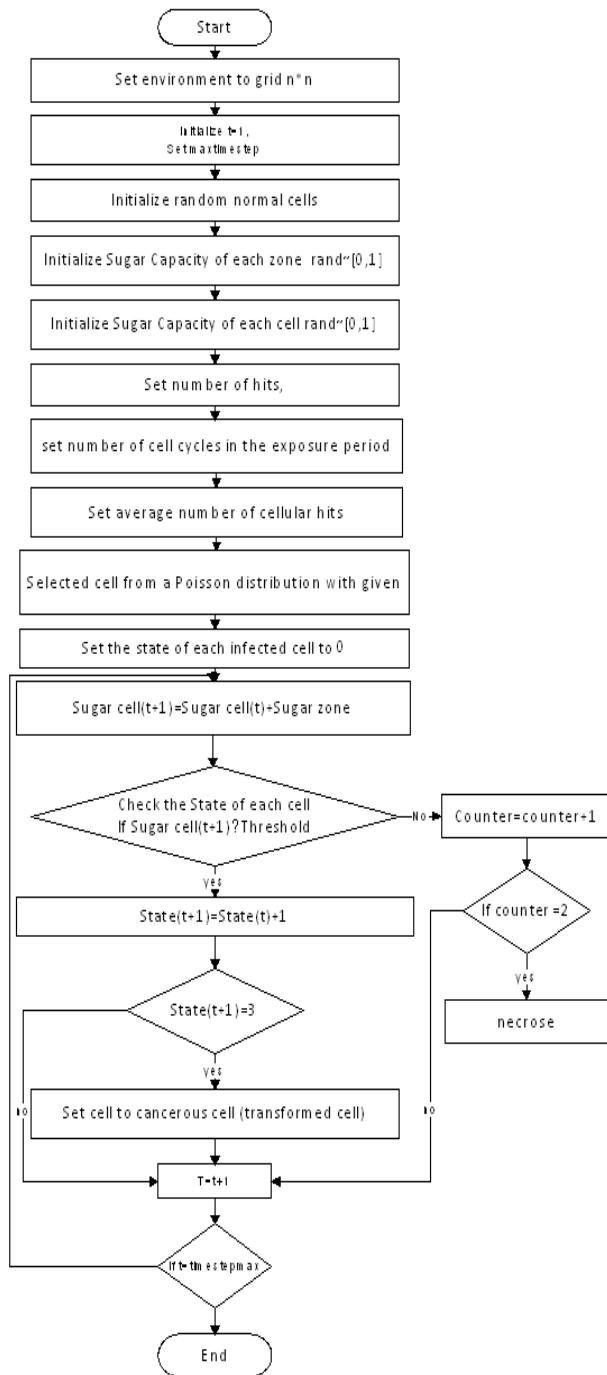 Start
Set environment to grid n*n
Initialize t=1,
Setmaxtimestep
Initialize random normal cells
Initialize Sugar Capacity of each zone rand~[0,1]
Initialize Sugar Capacity of each cell rand~[0,1]
Set number of hits,
set number of cell cycles in the exposure period
Set average number of cellular hits
Selected cell from a Poisson distribution with given
Set the state of each infected cell to 0
Sugar cell(t+1)=Sugar cell(t)+Sugar zone
Check the State of each cell
If Sugar cell(t+1)?Threshold
No
Counter=counter+1
yes
State(t+1)=State(t)+1
If counter =2
yes
necrose
State(t+1)=3
yes
no
no
Set cell to cancerous cell (transformed cell)
T=t+1
If t=timestepmax
End